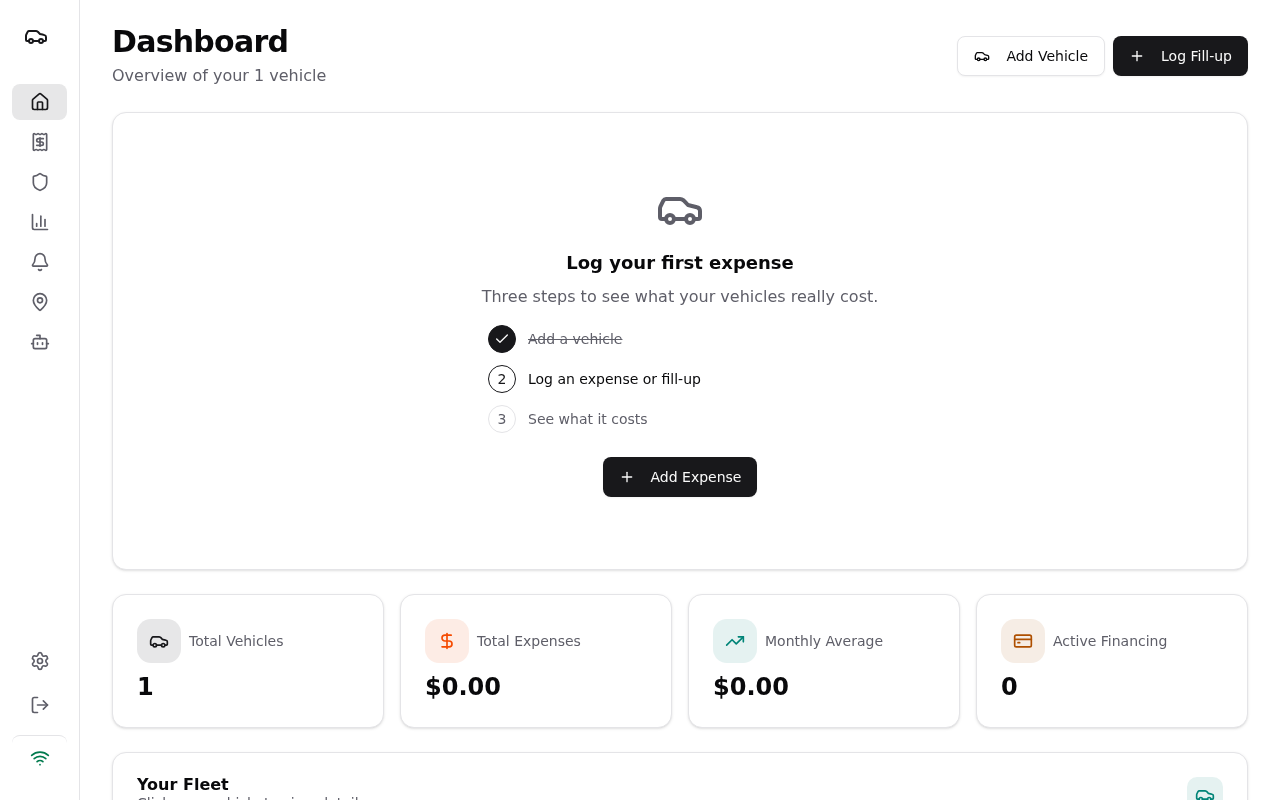 Dashboard
Overview of your 1 vehicle
Add Vehicle
Log Fill-up
Log your first expense
Three steps to see what your vehicles really cost.
Add a vehicle
2 Log an expense or fill-up
3 See what it costs
Add Expense
Total Vehicles
1
Total Expenses
$0.00
Monthly Average
$0.00
Active Financing
0
Your Fleet